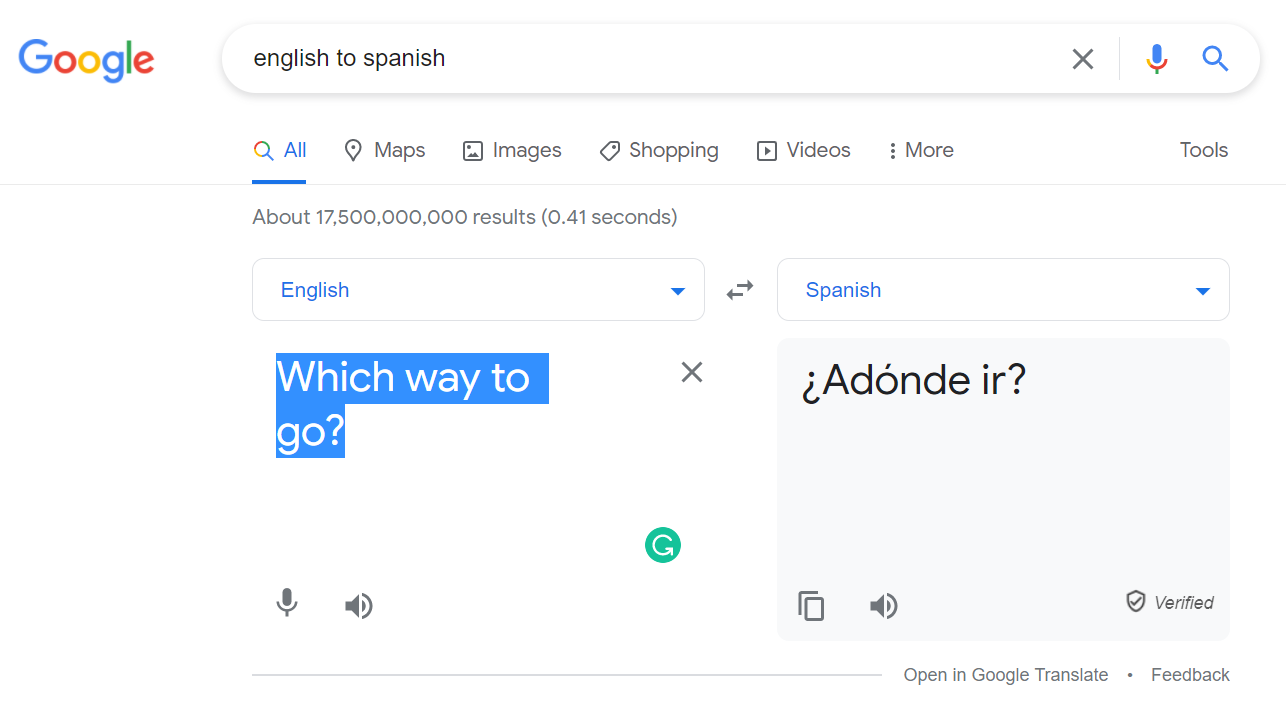 Google
english to spanish
All Maps Images Shopping Videos More Tools
About 17,500,000,000 results (0.41 seconds)
English Spanish
Which way to
go?
¿Adónde ir?
Verified
Open in Google Translate • Feedback